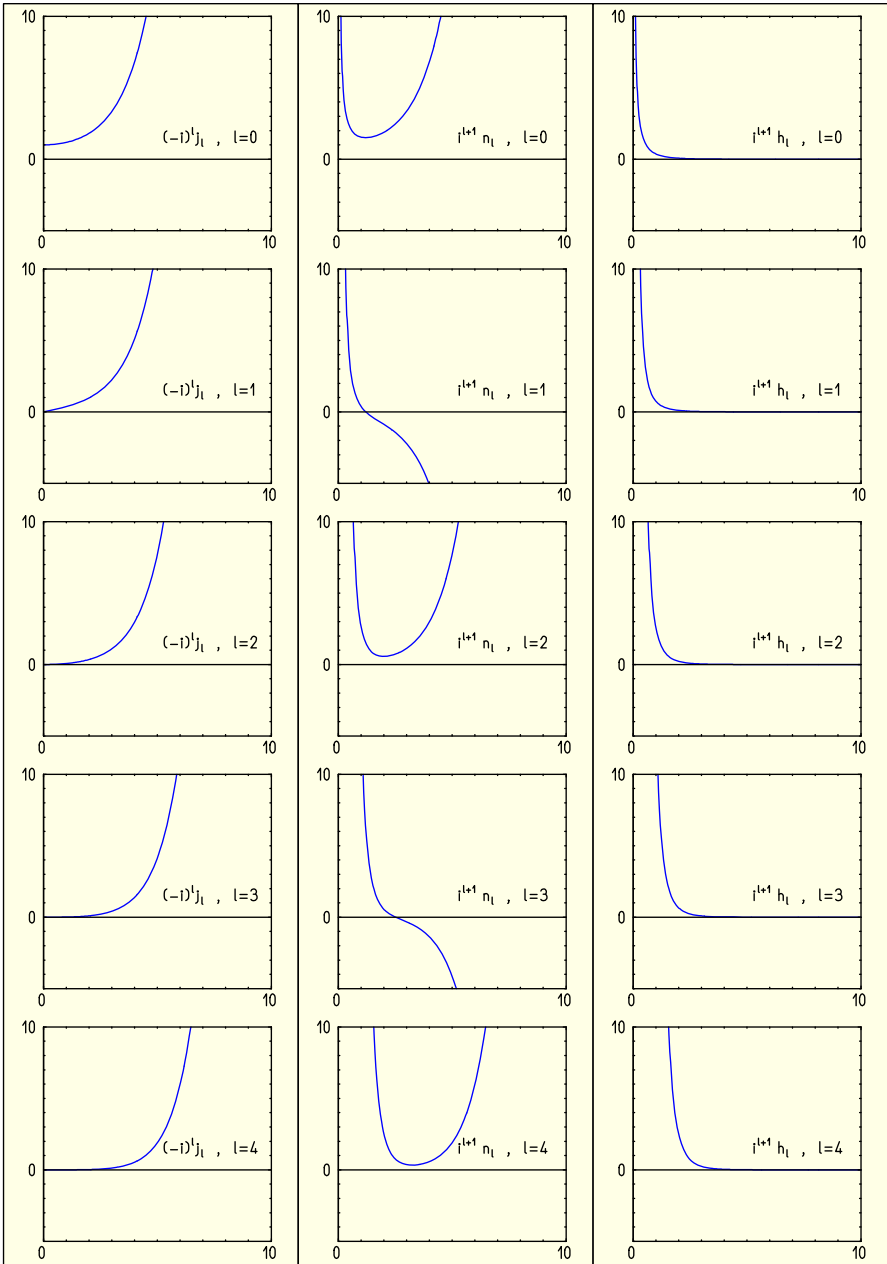 10 10 10
(-i)ˡjₗ , l=0 iˡ⁺¹ nₗ , l=0 iˡ⁺¹ hₗ , l=0
0 0 0
0 10 0 10 0 10
10 10 10
(-i)ˡjₗ , l=1 iˡ⁺¹ nₗ , l=1 iˡ⁺¹ hₗ , l=1
0 0 0
0 10 0 10 0 10
10 10 10
(-i)ˡjₗ , l=2 iˡ⁺¹ nₗ , l=2 iˡ⁺¹ hₗ , l=2
0 0 0
0 10 0 10 0 10
10 10 10
(-i)ˡjₗ , l=3 iˡ⁺¹ nₗ , l=3 iˡ⁺¹ hₗ , l=3
0 0 0
0 10 0 10 0 10
10 10 10
(-i)ˡjₗ , l=4 iˡ⁺¹ nₗ , l=4 iˡ⁺¹ hₗ , l=4
0 0 0
0 10 0 10 0 10